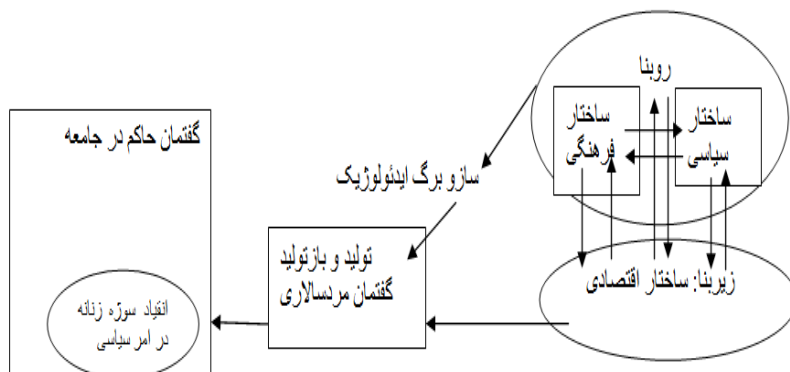 روبنا
ساختار
سیاسی
ساختار
فرهنگی
زیربنا: ساختار اقتصادی
سازو برگ ایدئولوژیک
تولید و بازتولید
گفتمان مردسالاری
گفتمان حاکم در جامعه
انقیاد سوژه زنانه
در امر سیاسی